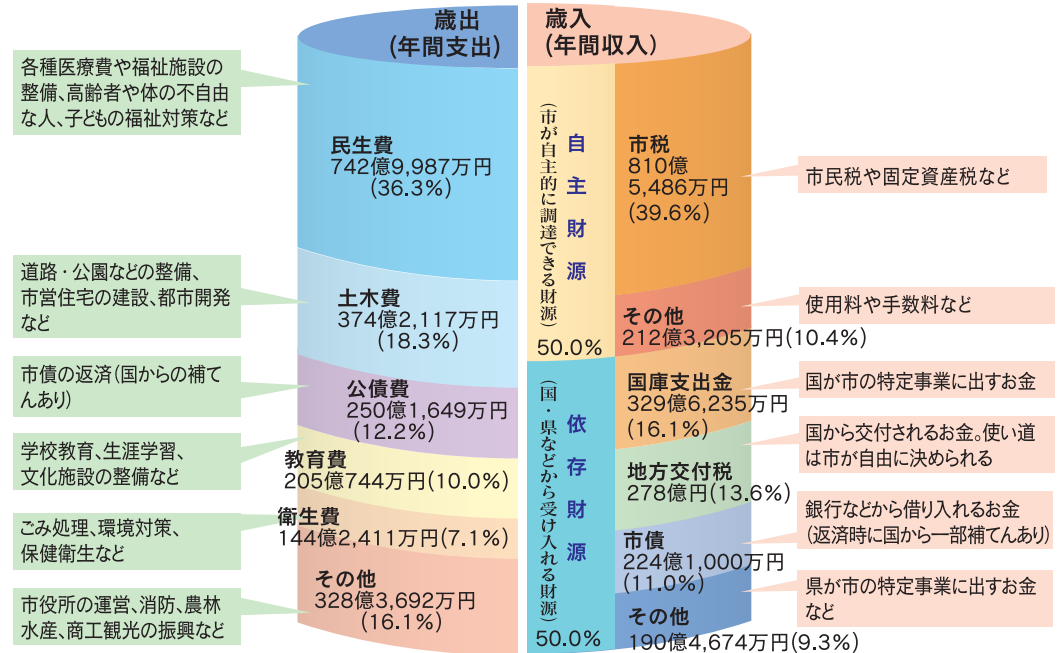 歳出
(年間支出)
各種医療費や福祉施設の
整備、高齢者や体の不自由
な人、子どもの福祉対策など
民生費
742億9,987万円
(36.3%)
道路・公園などの整備、
市営住宅の建設、都市開発
など
土木費
374億2,117万円
(18.3%)
市債の返済(国からの補て
んあり)
公債費
250億1,649万円
(12.2%)
学校教育、生涯学習、
文化施設の整備など
教育費
205億744万円(10.0%)
ごみ処理、環境対策、
保健衛生など
衛生費
144億2,411万円(7.1%)
市役所の運営、消防、農林
水産、商工観光の振興など
その他
328億3,692万円
(16.1%)
歳入
(年間収入)
自主財源
(市が自主的に調達できる財源)
50.0%
市税
810億
5,486万円
(39.6%)
市民税や固定資産税など
その他
212億3,205万円(10.4%)
使用料や手数料など
依存財源
(国・県などから受け入れる財源)
50.0%
国庫支出金
329億6,235万円
(16.1%)
国が市の特定事業に出すお金
地方交付税
278億円(13.6%)
国から交付されるお金。使い道
は市が自由に決められる
市債
224億1,000万円
(11.0%)
銀行などから借り入れるお金
(返済時に国から一部補てんあり)
その他
190億4,674万円(9.3%)
県が市の特定事業に出すお金
など